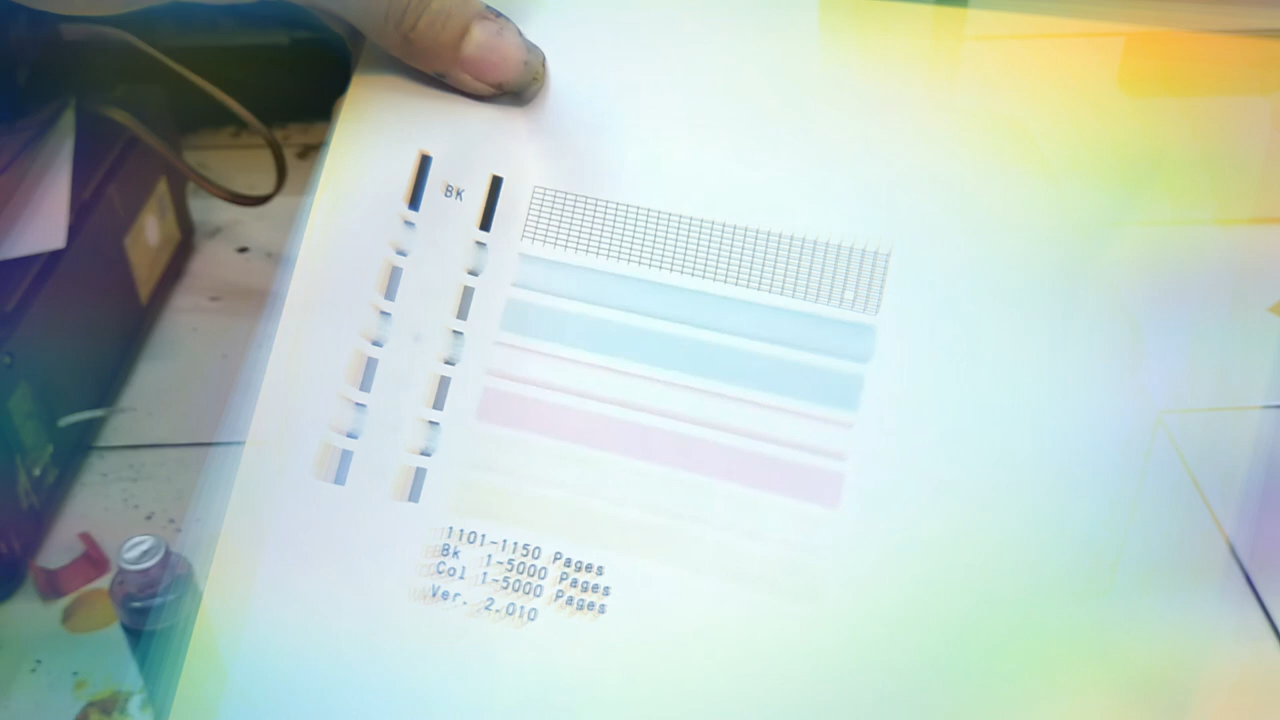 BK
1101-1150 Pages
Bk 1-5000 Pages
Col 1-5000 Pages
Ver. 2.010